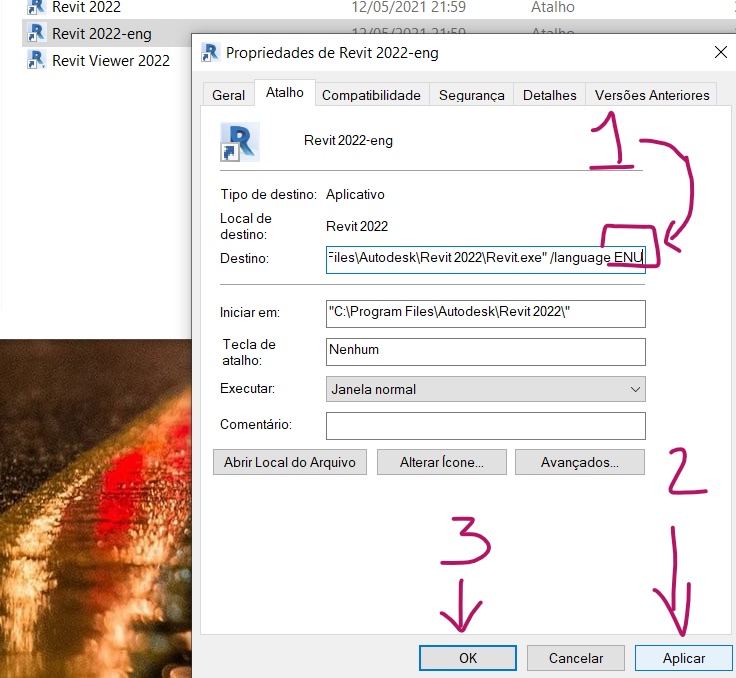 Revit 2022 12/05/2021 21:59 Atalho
Revit 2022-eng 12/05/2021 21:59 Atalho
Revit Viewer 2022
Propriedades de Revit 2022-eng
Geral Atalho Compatibilidade Segurança Detalhes Versões Anteriores
Revit 2022-eng
1
Tipo de destino: Aplicativo
Local de destino: Revit 2022
Destino: Files\Autodesk\Revit 2022\Revit.exe" /language ENU
Iniciar em: "C:\Program Files\Autodesk\Revit 2022\"
Tecla de atalho: Nenhum
Executar: Janela normal
Comentário:
Abrir Local do Arquivo Alterar Ícone... Avançados...
2
3
OK Cancelar Aplicar